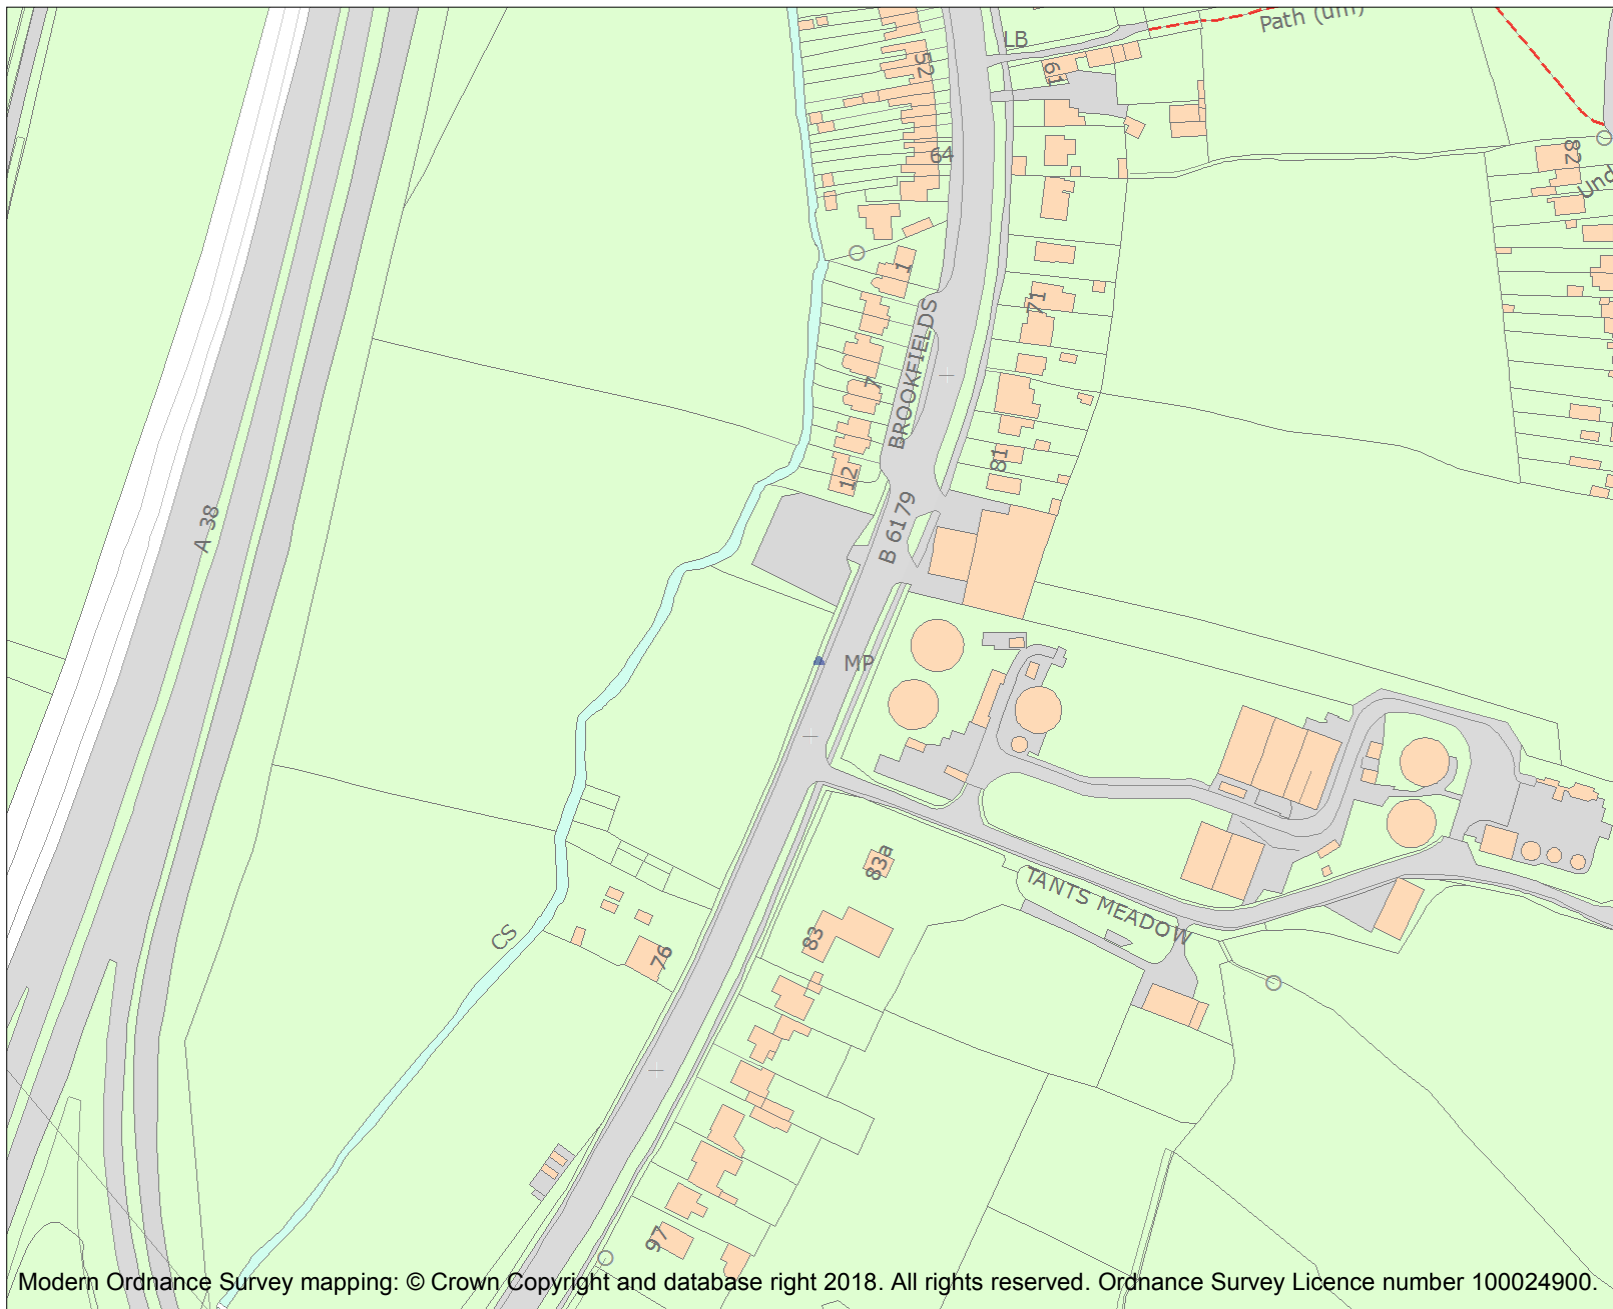 Path (um)
LB
52
61
64
82
Und
1
71
BROOKFIELDS
7
81
12
A 38
B 6179
MP
83a
TANTS MEADOW
83
CS
76
97
Modern Ordnance Survey mapping: © Crown Copyright and database right 2018. All rights reserved. Ordnance Survey Licence number 100024900.